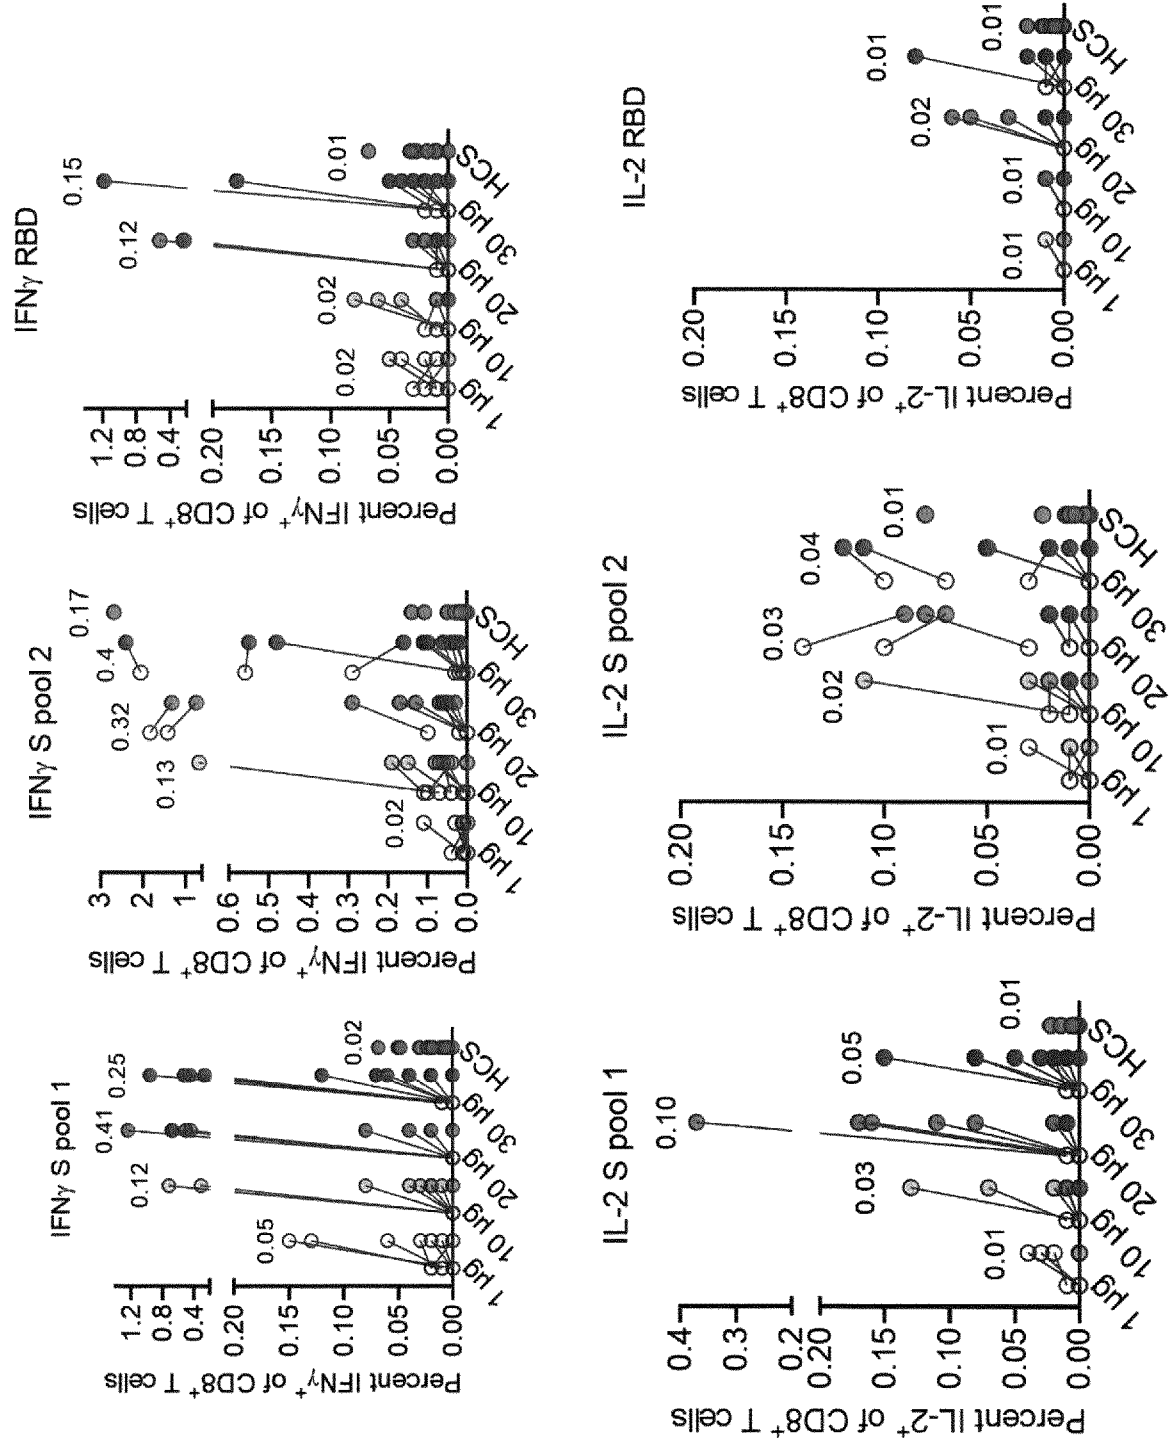 IFNγ S pool 1
Percent IFNγ+ of CD8+ T cells
1.2
0.8
0.4
0.20
0.15
0.10
0.05
0.00
0.05
0.12
0.41
0.25
0.02
1 µg
10 µg
20 µg
30 µg
HCS
IFNγ S pool 2
Percent IFNγ+ of CD8+ T cells
3
2
1
0.6
0.5
0.4
0.3
0.2
0.1
0.0
0.02
0.13
0.32
0.4
0.17
1 µg
10 µg
20 µg
30 µg
HCS
IFNγ RBD
Percent IFNγ+ of CD8+ T cells
1.2
0.8
0.4
0.20
0.15
0.10
0.05
0.00
0.02
0.02
0.12
0.15
0.01
1 µg
10 µg
20 µg
30 µg
HCS
IL-2 S pool 1
Percent IL-2+ of CD8+ T cells
0.4
0.3
0.2
0.20
0.15
0.10
0.05
0.00
0.01
0.03
0.10
0.05
0.01
1 µg
10 µg
20 µg
30 µg
HCS
IL-2 S pool 2
Percent IL-2+ of CD8+ T cells
0.20
0.15
0.10
0.05
0.00
0.01
0.02
0.03
0.04
0.01
1 µg
10 µg
20 µg
30 µg
HCS
IL-2 RBD
Percent IL-2+ of CD8+ T cells
0.20
0.15
0.10
0.05
0.00
0.01
0.01
0.02
0.01
0.01
1 µg
10 µg
20 µg
30 µg
HCS